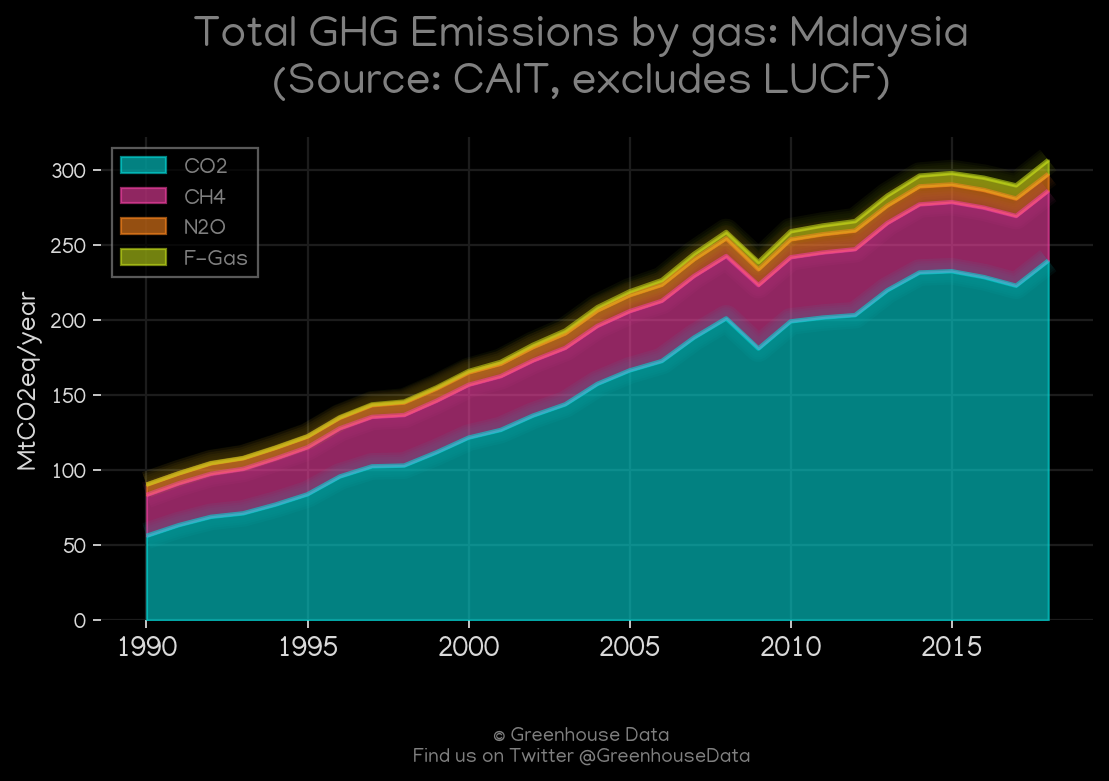 Total GHG Emissions by gas: Malaysia
(Source: CAIT, excludes LUCF)
CO2
CH4
N2O
F-Gas
MtCO2eq/year
300
250
200
150
100
50
0
1990 1995 2000 2005 2010 2015
© Greenhouse Data
Find us on Twitter @GreenhouseData